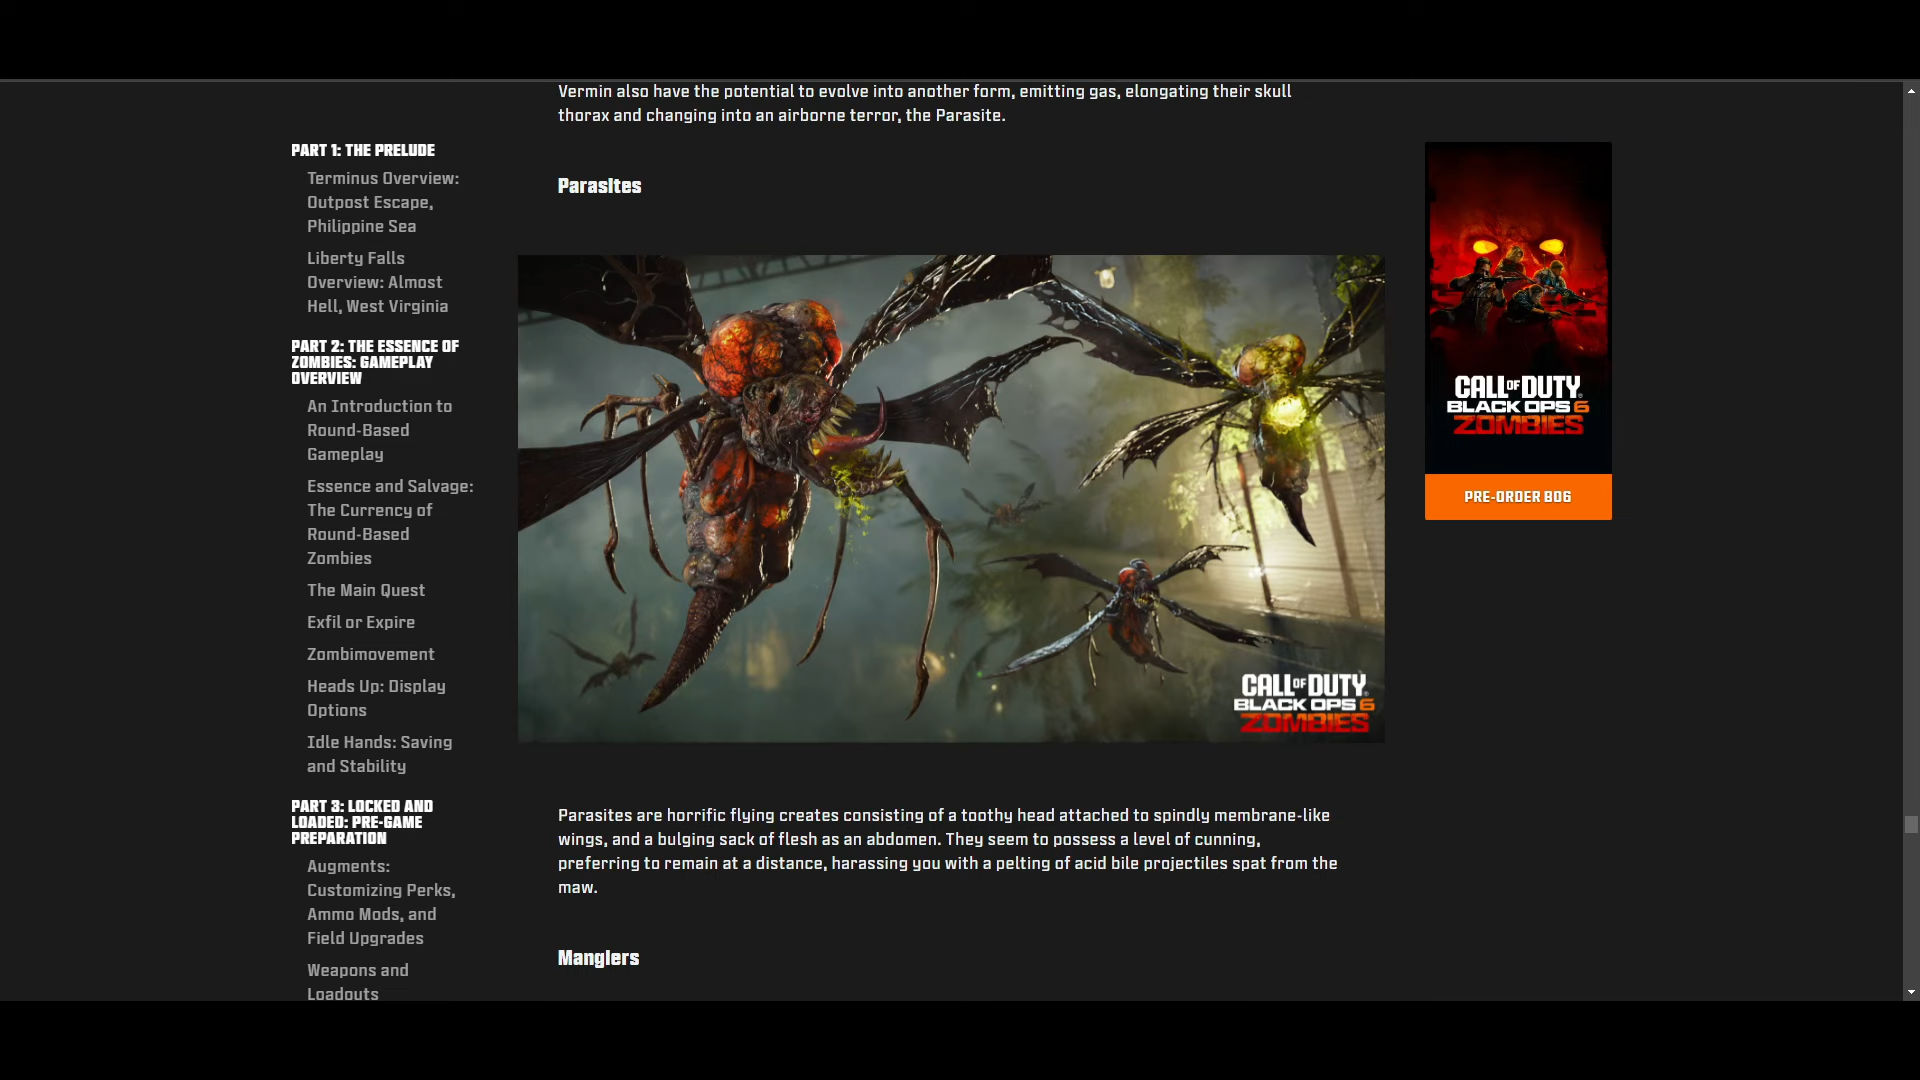 Vermin also have the potential to evolve into another form, emitting gas, elongating their skull
thorax and changing into an airborne terror, the Parasite.
PART 1: THE PRELUDE
Terminus Overview:
Outpost Escape,
Philippine Sea
Liberty Falls
Overview: Almost
Hell, West Virginia
PART 2: THE ESSENCE OF
ZOMBIES: GAMEPLAY
OVERVIEW
An Introduction to
Round-Based
Gameplay
Essence and Salvage:
The Currency of
Round-Based
Zombies
The Main Quest
Exfil or Expire
Zombimovement
Heads Up: Display
Options
Idle Hands: Saving
and Stability
PART 3: LOCKED AND
LOADED: PRE-GAME
PREPARATION
Augments:
Customizing Perks,
Ammo Mods, and
Field Upgrades
Weapons and
Loadouts
Parasites
CALL OF DUTY
BLACK OPS 6
ZOMBIES
Parasites are horrific flying creates consisting of a toothy head attached to spindly membrane-like
wings, and a bulging sack of flesh as an abdomen. They seem to possess a level of cunning,
preferring to remain at a distance, harassing you with a pelting of acid bile projectiles spat from the
maw.
Manglers
CALL OF DUTY
BLACK OPS 6
ZOMBIES
PRE-ORDER BO6